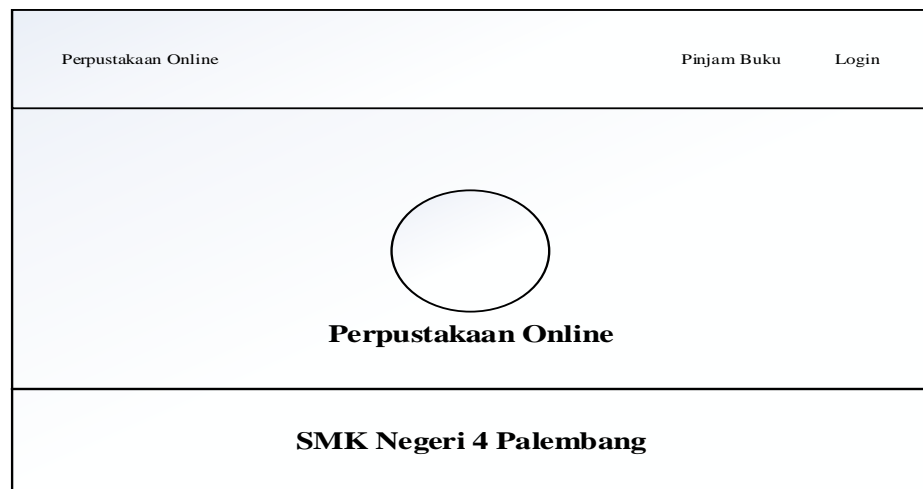 Perpustakaan Online Pinjam Buku Login
Perpustakaan Online
SMK Negeri 4 Palembang